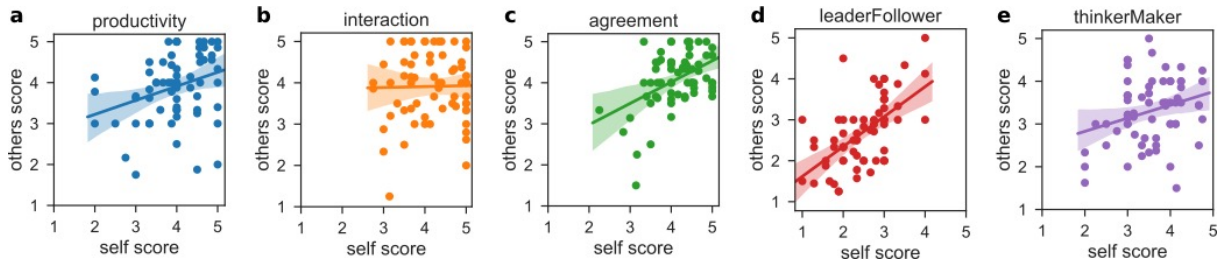 a productivity
others score
5
4
3
2
1
1 2 3 4 5
self score
b interaction
others score
5
4
3
2
1
1 2 3 4 5
self score
c agreement
others score
5
4
3
2
1
1 2 3 4 5
self score
d leaderFollower
others score
5
4
3
2
1
1 2 3 4 5
self score
e thinkerMaker
others score
5
4
3
2
1
1 2 3 4 5
self score